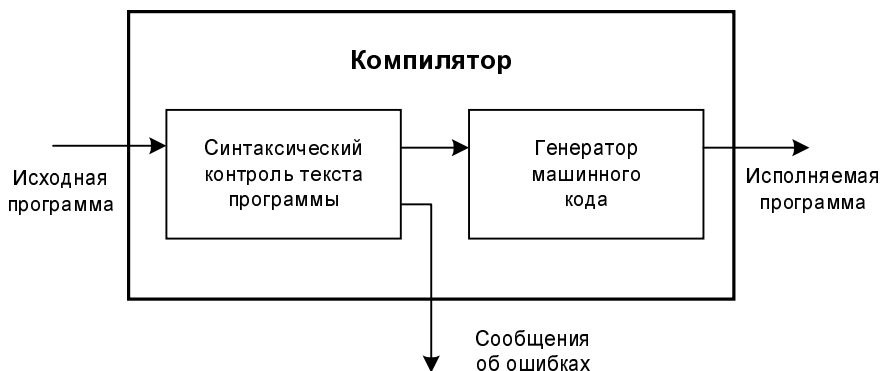 Компилятор
Исходная
программа
Синтаксический
контроль текста
программы
Генератор
машинного
кода
Исполняемая
программа
Сообщения
об ошибках